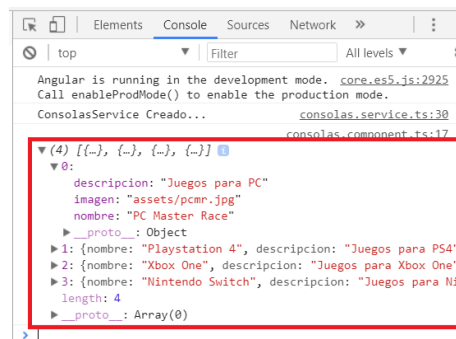 Elements Console Sources Network »
top Filter All levels ▼
Angular is running in the development mode. core.es5.js:2925
Call enableProdMode() to enable the production mode.
ConsolasService Creado... consolas.service.ts:30
consolas.component.ts:17
▼(4) [{…}, {…}, {…}, {…}]
▼0:
descripcion: "Juegos para PC"
imagen: "assets/pcmr.jpg"
nombre: "PC Master Race"
▶__proto__: Object
▶1: {nombre: "Playstation 4", descripcion: "Juegos para PS4"
▶2: {nombre: "Xbox One", descripcion: "Juegos para Xbox One"
▶3: {nombre: "Nintendo Switch", descripcion: "Juegos para Ni
length: 4
▶__proto__: Array(0)
>